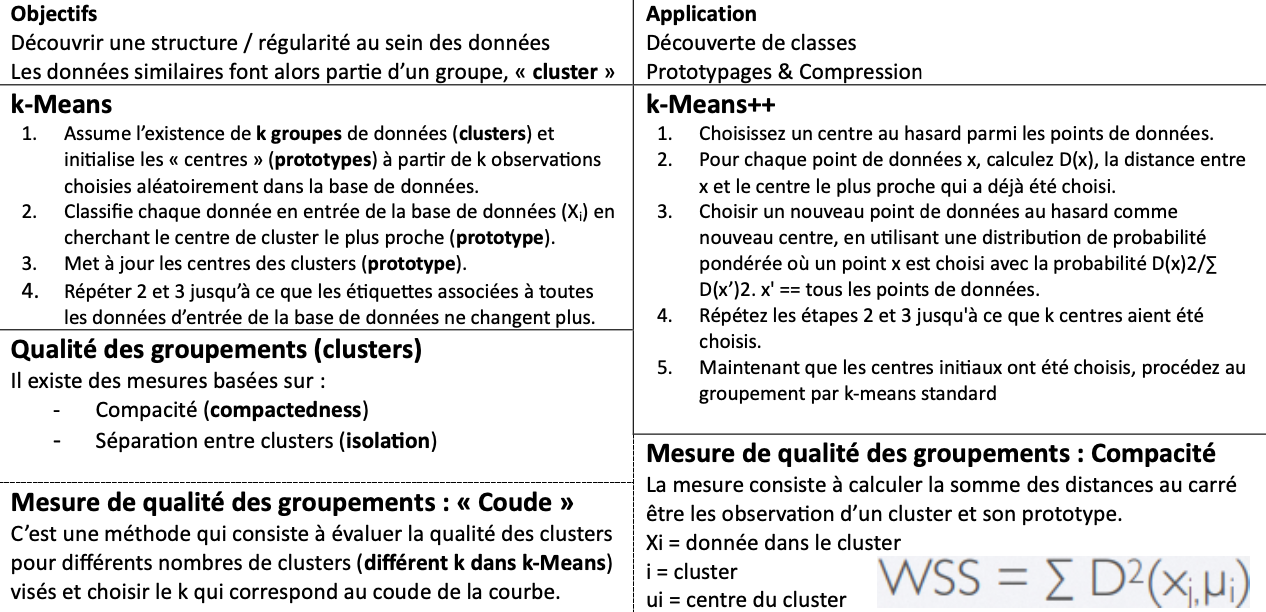 Objectifs
Découvrir une structure / régularité au sein des données
Les données similaires font alors partie d'un groupe, « cluster »
k-Means
1. Assume l'existence de k groupes de données (clusters) et
initialise les « centres » (prototypes) à partir de k observations
choisies aléatoirement dans la base de données.
2. Classifie chaque donnée en entrée de la base de données (Xi) en
cherchant le centre de cluster le plus proche (prototype).
3. Met à jour les centres des clusters (prototype).
4. Répéter 2 et 3 jusqu'à ce que les étiquettes associées à toutes
les données d'entrée de la base de données ne changent plus.
Qualité des groupements (clusters)
Il existe des mesures basées sur :
- Compacité (compactedness)
- Séparation entre clusters (isolation)
Mesure de qualité des groupements : « Coude »
C'est une méthode qui consiste à évaluer la qualité des clusters
pour différents nombres de clusters (différent k dans k-Means)
visés et choisir le k qui correspond au coude de la courbe.
Application
Découverte de classes
Prototypages & Compression
k-Means++
1. Choisissez un centre au hasard parmi les points de données.
2. Pour chaque point de données x, calculez D(x), la distance entre
x et le centre le plus proche qui a déjà été choisi.
3. Choisir un nouveau point de données au hasard comme
nouveau centre, en utilisant une distribution de probabilité
pondérée où un point x est choisi avec la probabilité D(x)2/∑
D(x')2. x' == tous les points de données.
4. Répétez les étapes 2 et 3 jusqu'à ce que k centres aient été
choisis.
5. Maintenant que les centres initiaux ont été choisis, procédez au
groupement par k-means standard
Mesure de qualité des groupements : Compacité
La mesure consiste à calculer la somme des distances au carré
être les observation d'un cluster et son prototype.
Xi = donnée dans le cluster
i = cluster
ui = centre du cluster
WSS = ∑ D²(xj,μi)